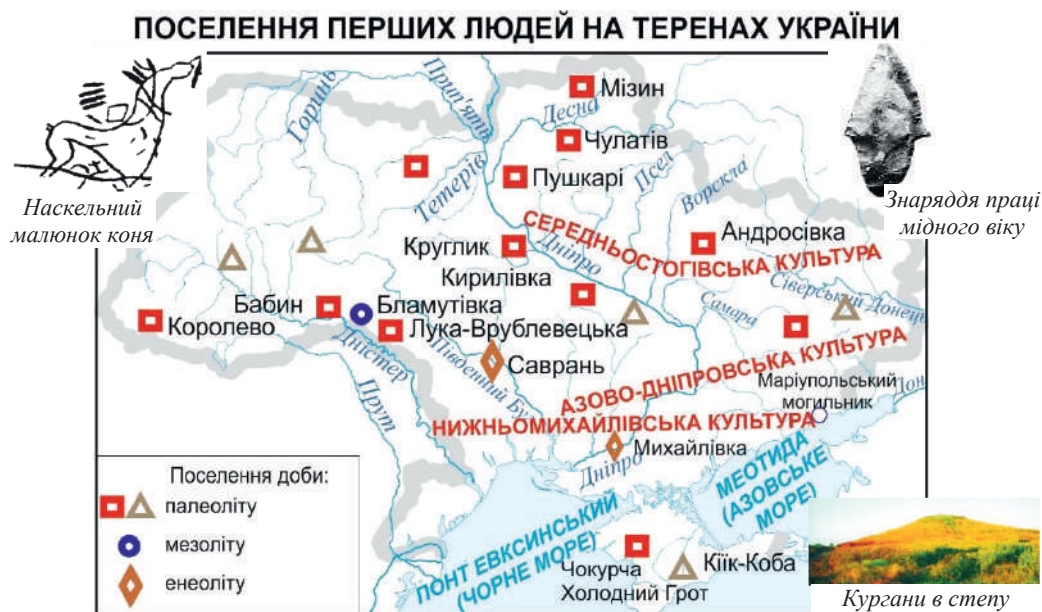 ПОСЕЛЕННЯ ПЕРШИХ ЛЮДЕЙ НА ТЕРЕНАХ УКРАЇНИ
Наскельний
малюнок коня
Знаряддя праці
мідного віку
Горинь
Прип'ять
Мізин
Десна
Чулатів
Тетерів
Пушкарі
Псел
Ворскла
СЕРЕДНЬОСТОГІВСЬКА КУЛЬТУРА
Андросівка
Круглик
Дніпро
Кирилівка
Сіверський Донець
Самара
Бабин
Бламутівка
Королево
Лука-Врублевецька
Дністер
Південний Буг
Саврань
Прут
АЗОВО-ДНІПРОВСЬКА КУЛЬТУРА
Маріупольський
могильник
Дон
НИЖНЬОМИХАЙЛІВСЬКА КУЛЬТУРА
Михайлівка
Дніпро
МЕОТИДА
(АЗОВСЬКЕ
МОРЕ)
ПОНТ ЕВКСИНСЬКИЙ
(ЧОРНЕ МОРЕ)
Чокурча
Холодний Грот
Кіїк-Коба
Поселення доби:
палеоліту
мезоліту
енеоліту
Кургани в степу